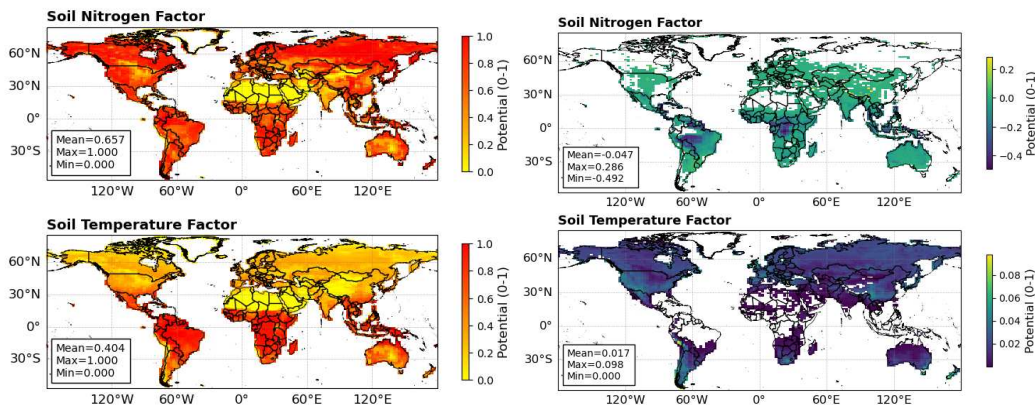 Soil Nitrogen Factor
60°N
30°N
0°
30°S
Mean=0.657
Max=1.000
Min=0.000
120°W 60°W 0° 60°E 120°E
1.0
0.8
0.6
0.4
0.2
0.0
Potential (0-1)
Soil Nitrogen Factor
60°N
30°N
0°
30°S
Mean=-0.047
Max=0.286
Min=-0.492
120°W 60°W 0° 60°E 120°E
0.2
0.0
−0.2
−0.4
Potential (0-1)
Soil Temperature Factor
60°N
30°N
0°
30°S
Mean=0.404
Max=1.000
Min=0.000
120°W 60°W 0° 60°E 120°E
1.0
0.8
0.6
0.4
0.2
0.0
Potential (0-1)
Soil Temperature Factor
60°N
30°N
0°
30°S
Mean=0.017
Max=0.098
Min=0.000
120°W 60°W 0° 60°E 120°E
0.08
0.06
0.04
0.02
Potential (0-1)